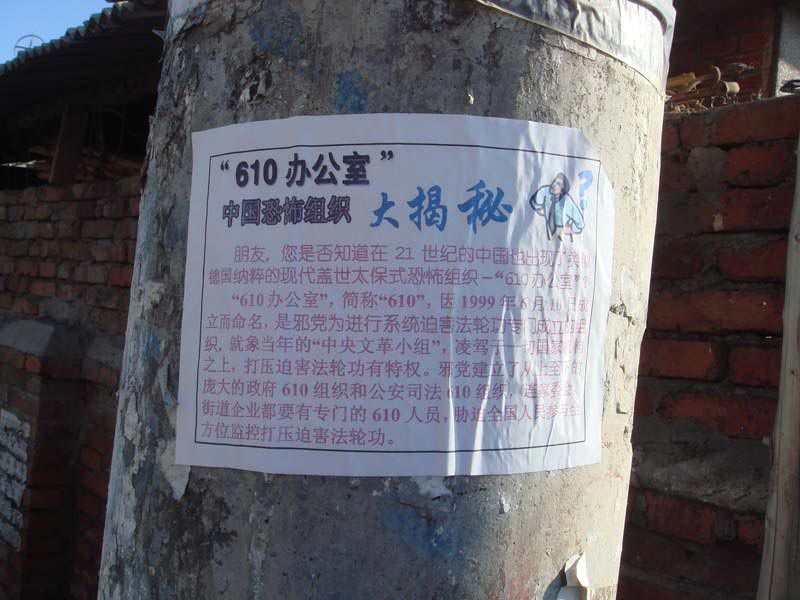 “610 办公室”
中国恐怖组织 大揭秘
?
朋友，您是否知道在 21 世纪的中国也出现了类似
德国纳粹的现代盖世太保式恐怖组织－“610办公室”?
“610 办公室”，简称“610”，因 1999 年 6 月 10 日成
立而命名，是邪党为进行系统迫害法轮功专门成立的组
织，就象当年的“中央文革小组”，凌驾于一切国家机构
之上，打压迫害法轮功有特权。邪党建立了从上至下的
庞大的政府 610 组织和公安司法 610 组织，连家委会、
街道企业都要有专门的 610 人员，胁迫全国人民参与全
方位监控打压迫害法轮功。